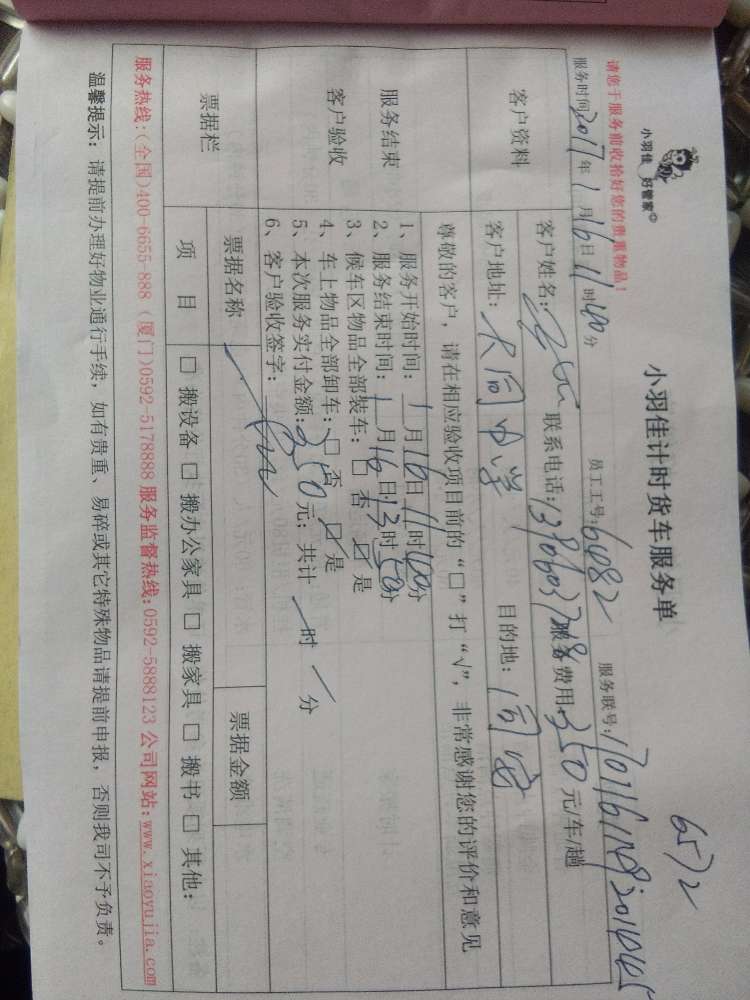 6572
小羽佳 好管家
小羽佳计时货车服务单
请您于服务前收拾好您的贵重物品！
员工工号:6482 服务联号:
服务时间:2017年1月16日11时40分
客户资料
客户姓名: 联系电话: 服务费用:350元/车/趟
客户地址:大同中学 目的地:同安
服务结束
客户验收
尊敬的客户，请在相应验收项目前的“□”打“√”，非常感谢您的评价和意见
1、服务开始时间:1月16日11时40分
2、服务结束时间:1月16日13时50分
3、候车区物品全部装车:□否 □是
4、车上物品全部卸车:□否 □是
5、本次服务实付金额:350元; 共计 时 分
6、客户验收签字:
票据栏
票据名称 票据金额
项 目 □ 搬设备 □ 搬办公家具 □ 搬家具 □ 搬书 □ 其他:
服务热线:(全国)400-6655-888 (厦门)0592-5178888 服务监督热线:0592-5888123 公司网站:www.xiaoyujia.com
温馨提示: 请提前办理好物业通行手续，如有贵重、易碎或其它特殊物品请提前申报，否则我司不予负责。